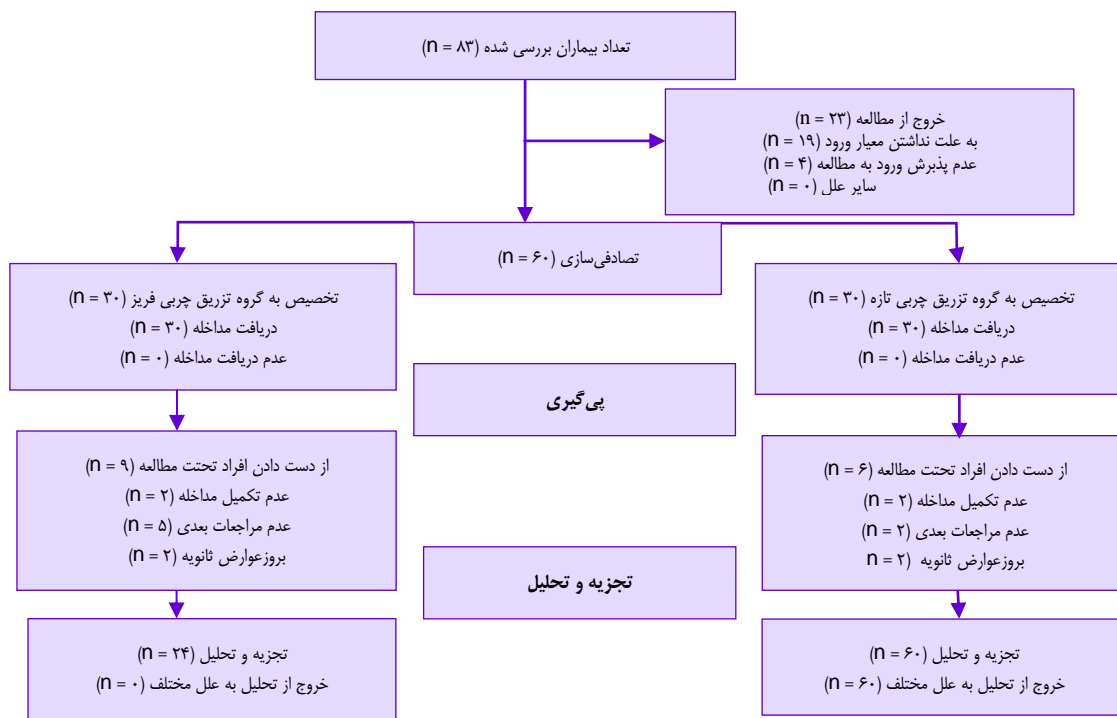 تعداد بیماران بررسی شده (n = ۸۳)
خروج از مطالعه (n = ۲۳)
به علت نداشتن معیار ورود (n = ۱۹)
عدم پذبرش ورود به مطالعه (n = ۴)
سایر علل (n = ۰)
تصادفی‌سازی (n = ۶۰)
تخصیص به گروه تزریق چربی تازه (n = ۳۰)
دریافت مداخله (n = ۳۰)
عدم دریافت مداخله (n = ۰)
تخصیص به گروه تزریق چربی فریز (n = ۳۰)
دریافت مداخله (n = ۳۰)
عدم دریافت مداخله (n = ۰)
پی‌گیری
از دست دادن افراد تحتت مطالعه (n = ۶)
عدم تکمیل مداخله (n = ۲)
عدم مراجعات بعدی (n = ۲)
بروزعوارض ثانویه (n = ۲
از دست دادن افراد تحتت مطالعه (n = ۹)
عدم تکمیل مداخله (n = ۲)
عدم مراجعات بعدی (n = ۵)
بروزعوارض ثانویه (n = ۲)
تجزیه و تحلیل
تجزیه و تحلیل (n = ۶۰)
خروج از تحلیل به علل مختلف (n = ۶۰)
تجزیه و تحلیل (n = ۲۴)
خروج از تحلیل به علل مختلف (n = ۰)